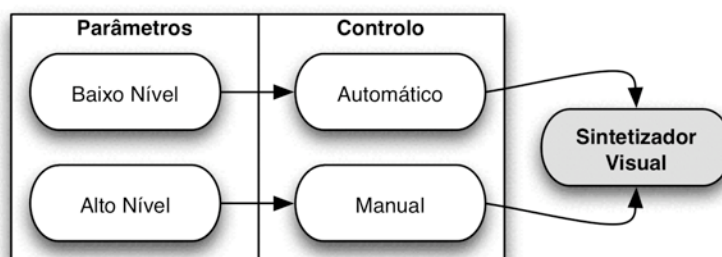 Parâmetros
Controlo
Baixo Nível
Automático
Sintetizador
Visual
Alto Nível
Manual